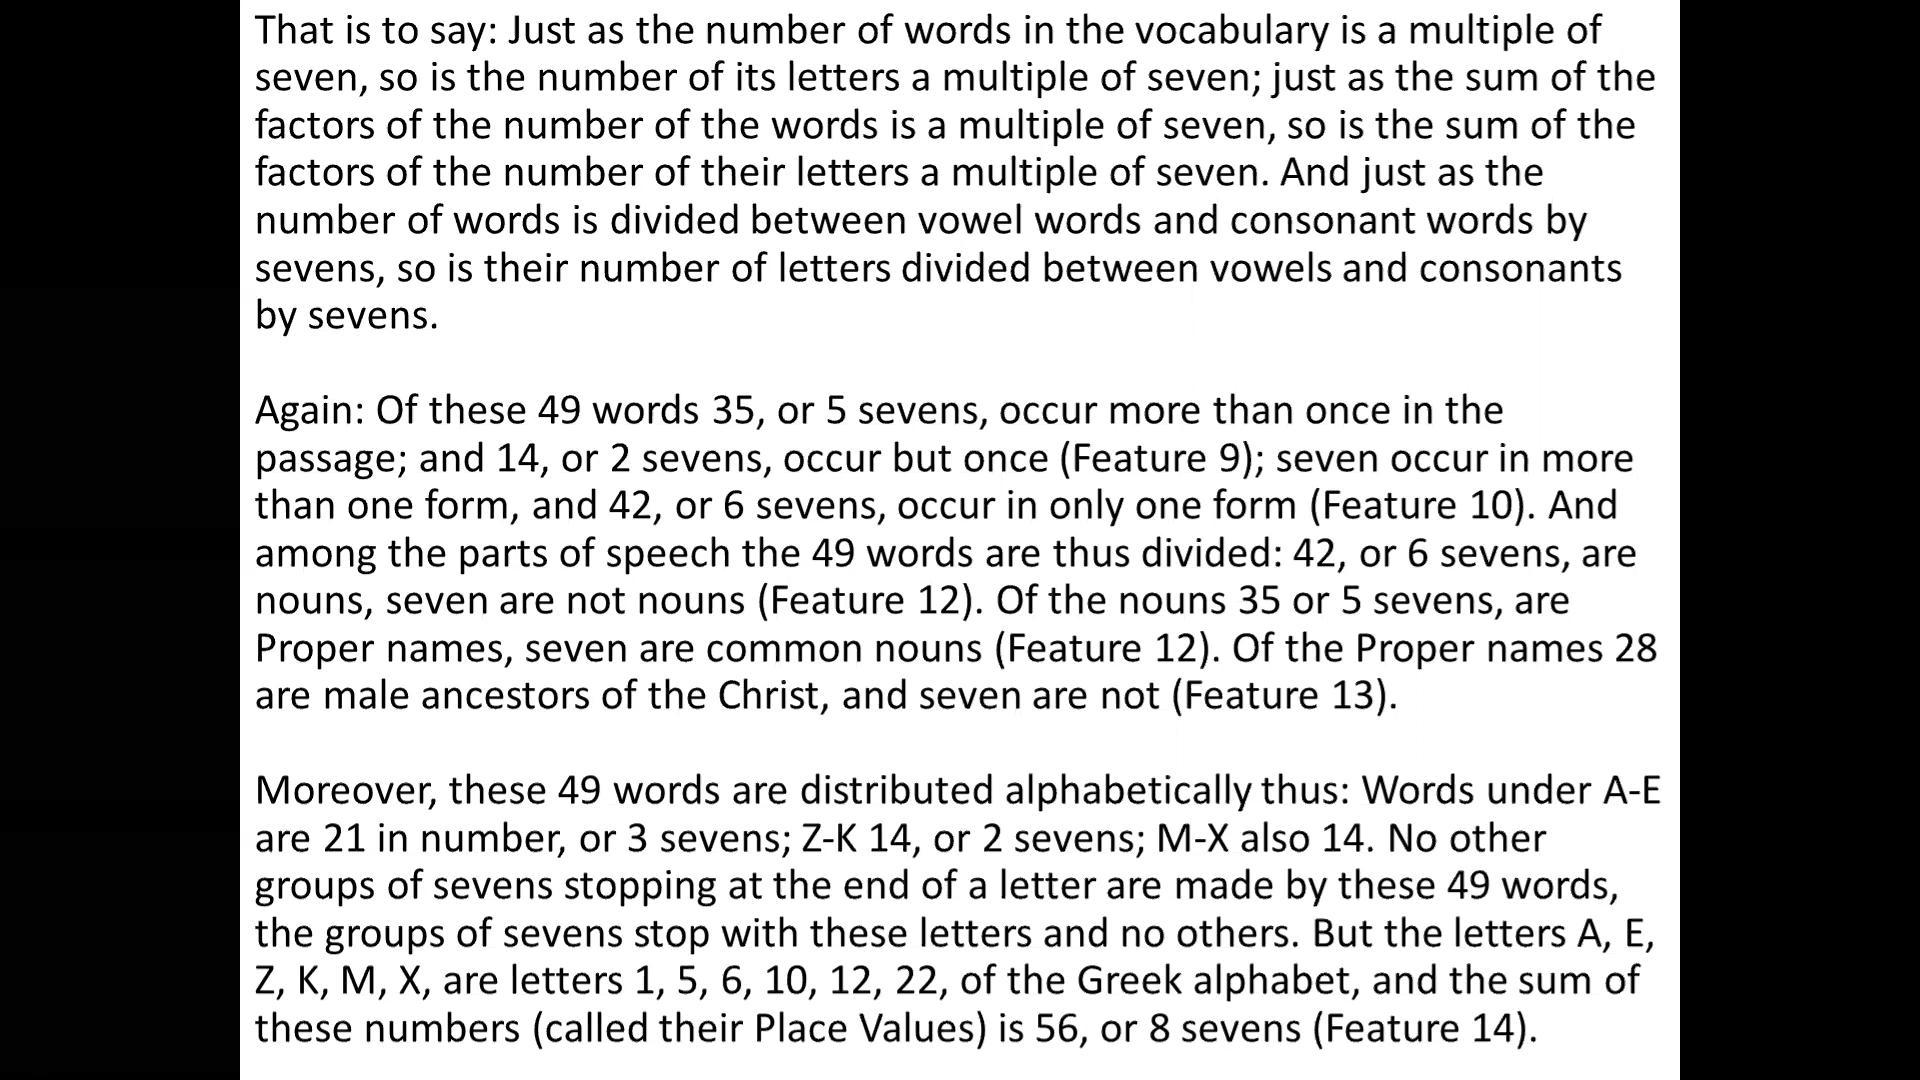 That is to say: Just as the number of words in the vocabulary is a multiple of
seven, so is the number of its letters a multiple of seven; just as the sum of the
factors of the number of the words is a multiple of seven, so is the sum of the
factors of the number of their letters a multiple of seven. And just as the
number of words is divided between vowel words and consonant words by
sevens, so is their number of letters divided between vowels and consonants
by sevens.
Again: Of these 49 words 35, or 5 sevens, occur more than once in the
passage; and 14, or 2 sevens, occur but once (Feature 9); seven occur in more
than one form, and 42, or 6 sevens, occur in only one form (Feature 10). And
among the parts of speech the 49 words are thus divided: 42, or 6 sevens, are
nouns, seven are not nouns (Feature 12). Of the nouns 35 or 5 sevens, are
Proper names, seven are common nouns (Feature 12). Of the Proper names 28
are male ancestors of the Christ, and seven are not (Feature 13).
Moreover, these 49 words are distributed alphabetically thus: Words under A-E
are 21 in number, or 3 sevens; Z-K 14, or 2 sevens; M-X also 14. No other
groups of sevens stopping at the end of a letter are made by these 49 words,
the groups of sevens stop with these letters and no others. But the letters A, E,
Z, K, M, X, are letters 1, 5, 6, 10, 12, 22, of the Greek alphabet, and the sum of
these numbers (called their Place Values) is 56, or 8 sevens (Feature 14).